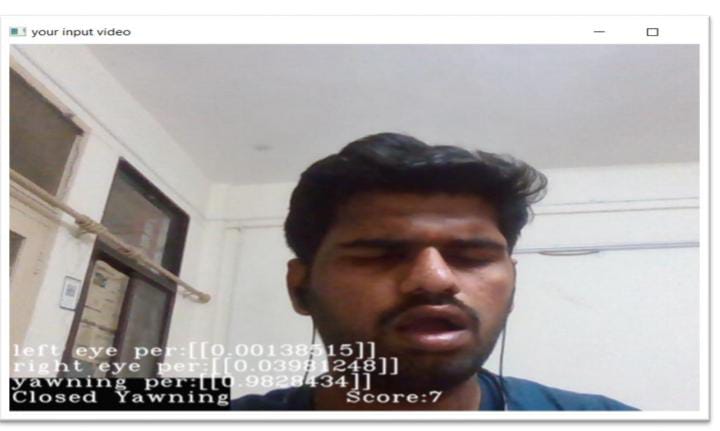 your input video
left eye per:[[0.00138515]]
right eye per:[[0.03981248]]
yawning per:[[0.9828434]]
Closed Yawning Score:7